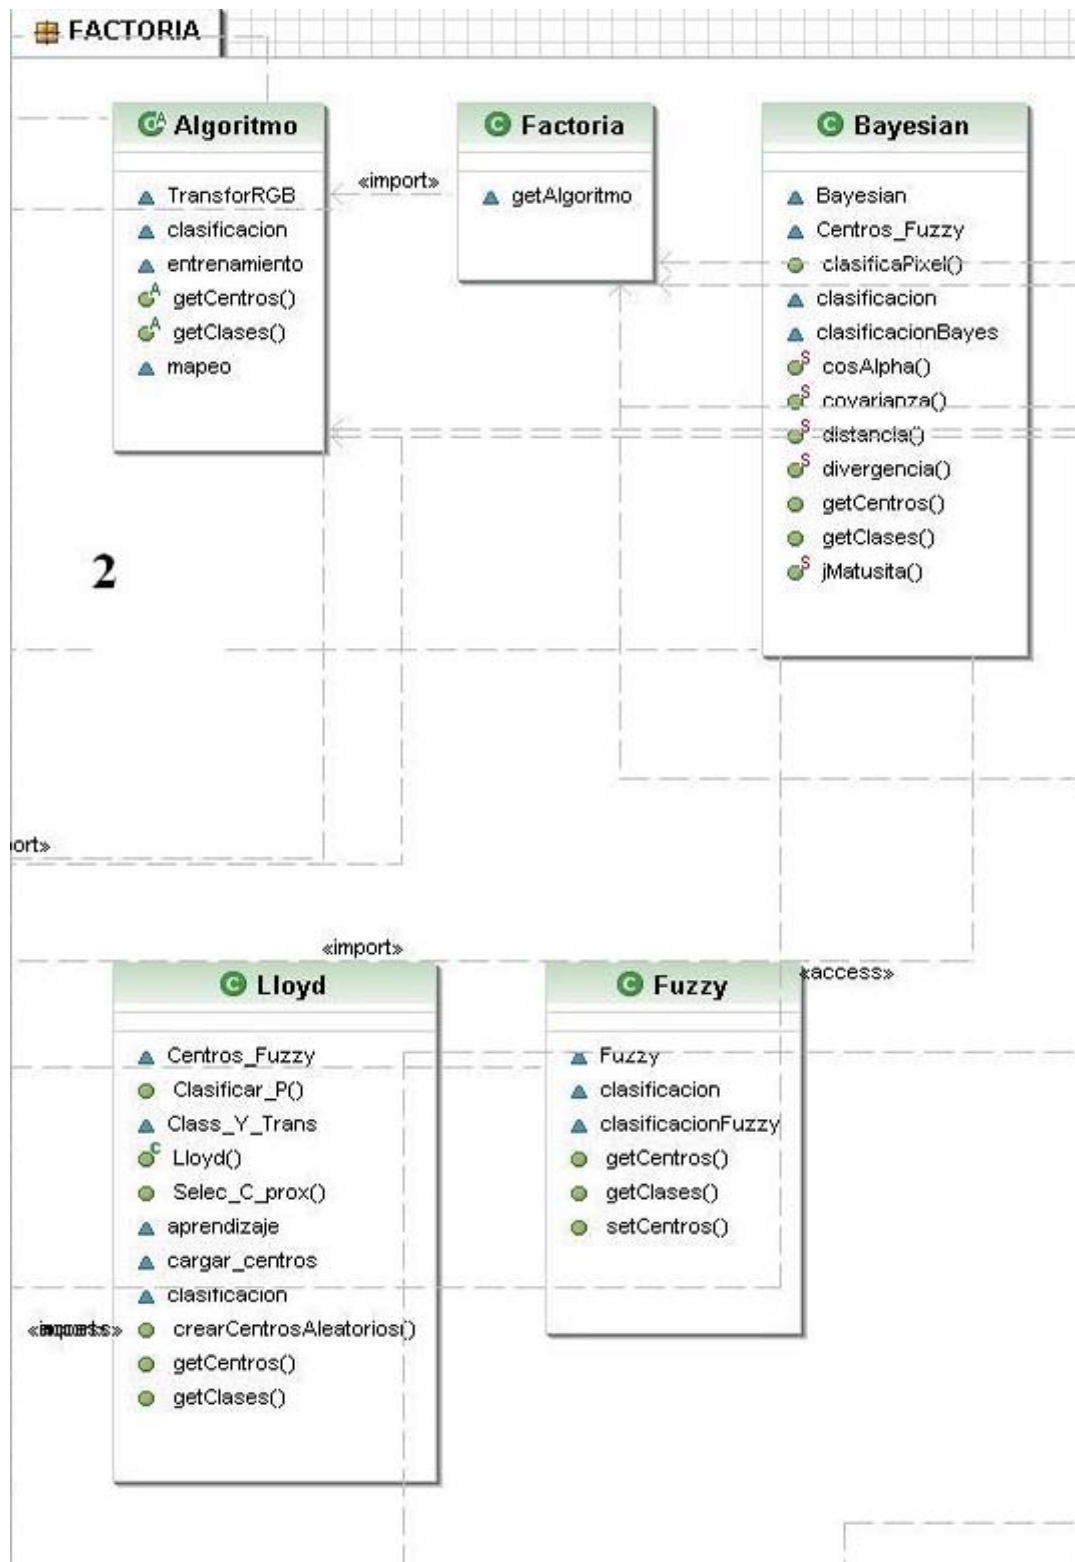 FACTORIA
Algoritmo
TransforRGB
clasificacion
entrenamiento
getCentros()
getClases()
mapeo
«import»
Factoria
getAlgoritmo
Bayesian
Bayesian
Centros_Fuzzy
clasificaPixel()
clasificacion
clasificacionBayes
cosAlpha()
covarianza()
distancia()
divergencia()
getCentros()
getClases()
jMatusita()
2
ort»
«import»
«access»
Lloyd
Centros_Fuzzy
Clasificar_P()
Class_Y_Trans
Lloyd()
Selec_C_prox()
aprendizaje
cargar_centros
clasificacion
crearCentrosAleatorios()
getCentros()
getClases()
Fuzzy
Fuzzy
clasificacion
clasificacionFuzzy
getCentros()
getClases()
setCentros()